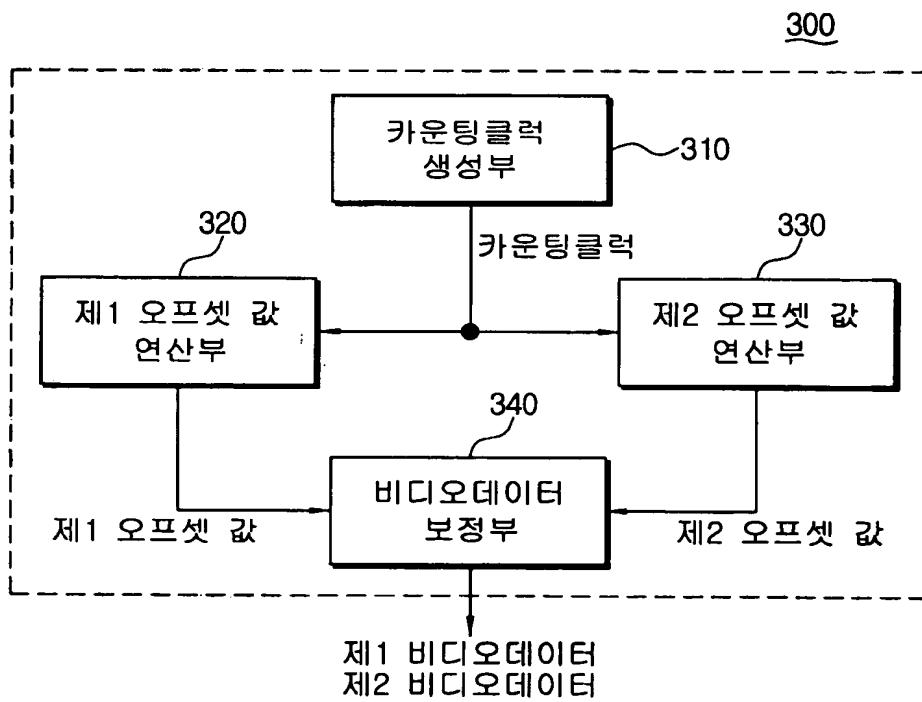 300
카운팅클럭
생성부
310
카운팅클럭
320
330
제1 오프셋 값
연산부
제2 오프셋 값
연산부
340
비디오데이터
보정부
제1 오프셋 값
제2 오프셋 값
제1 비디오데이터
제2 비디오데이터